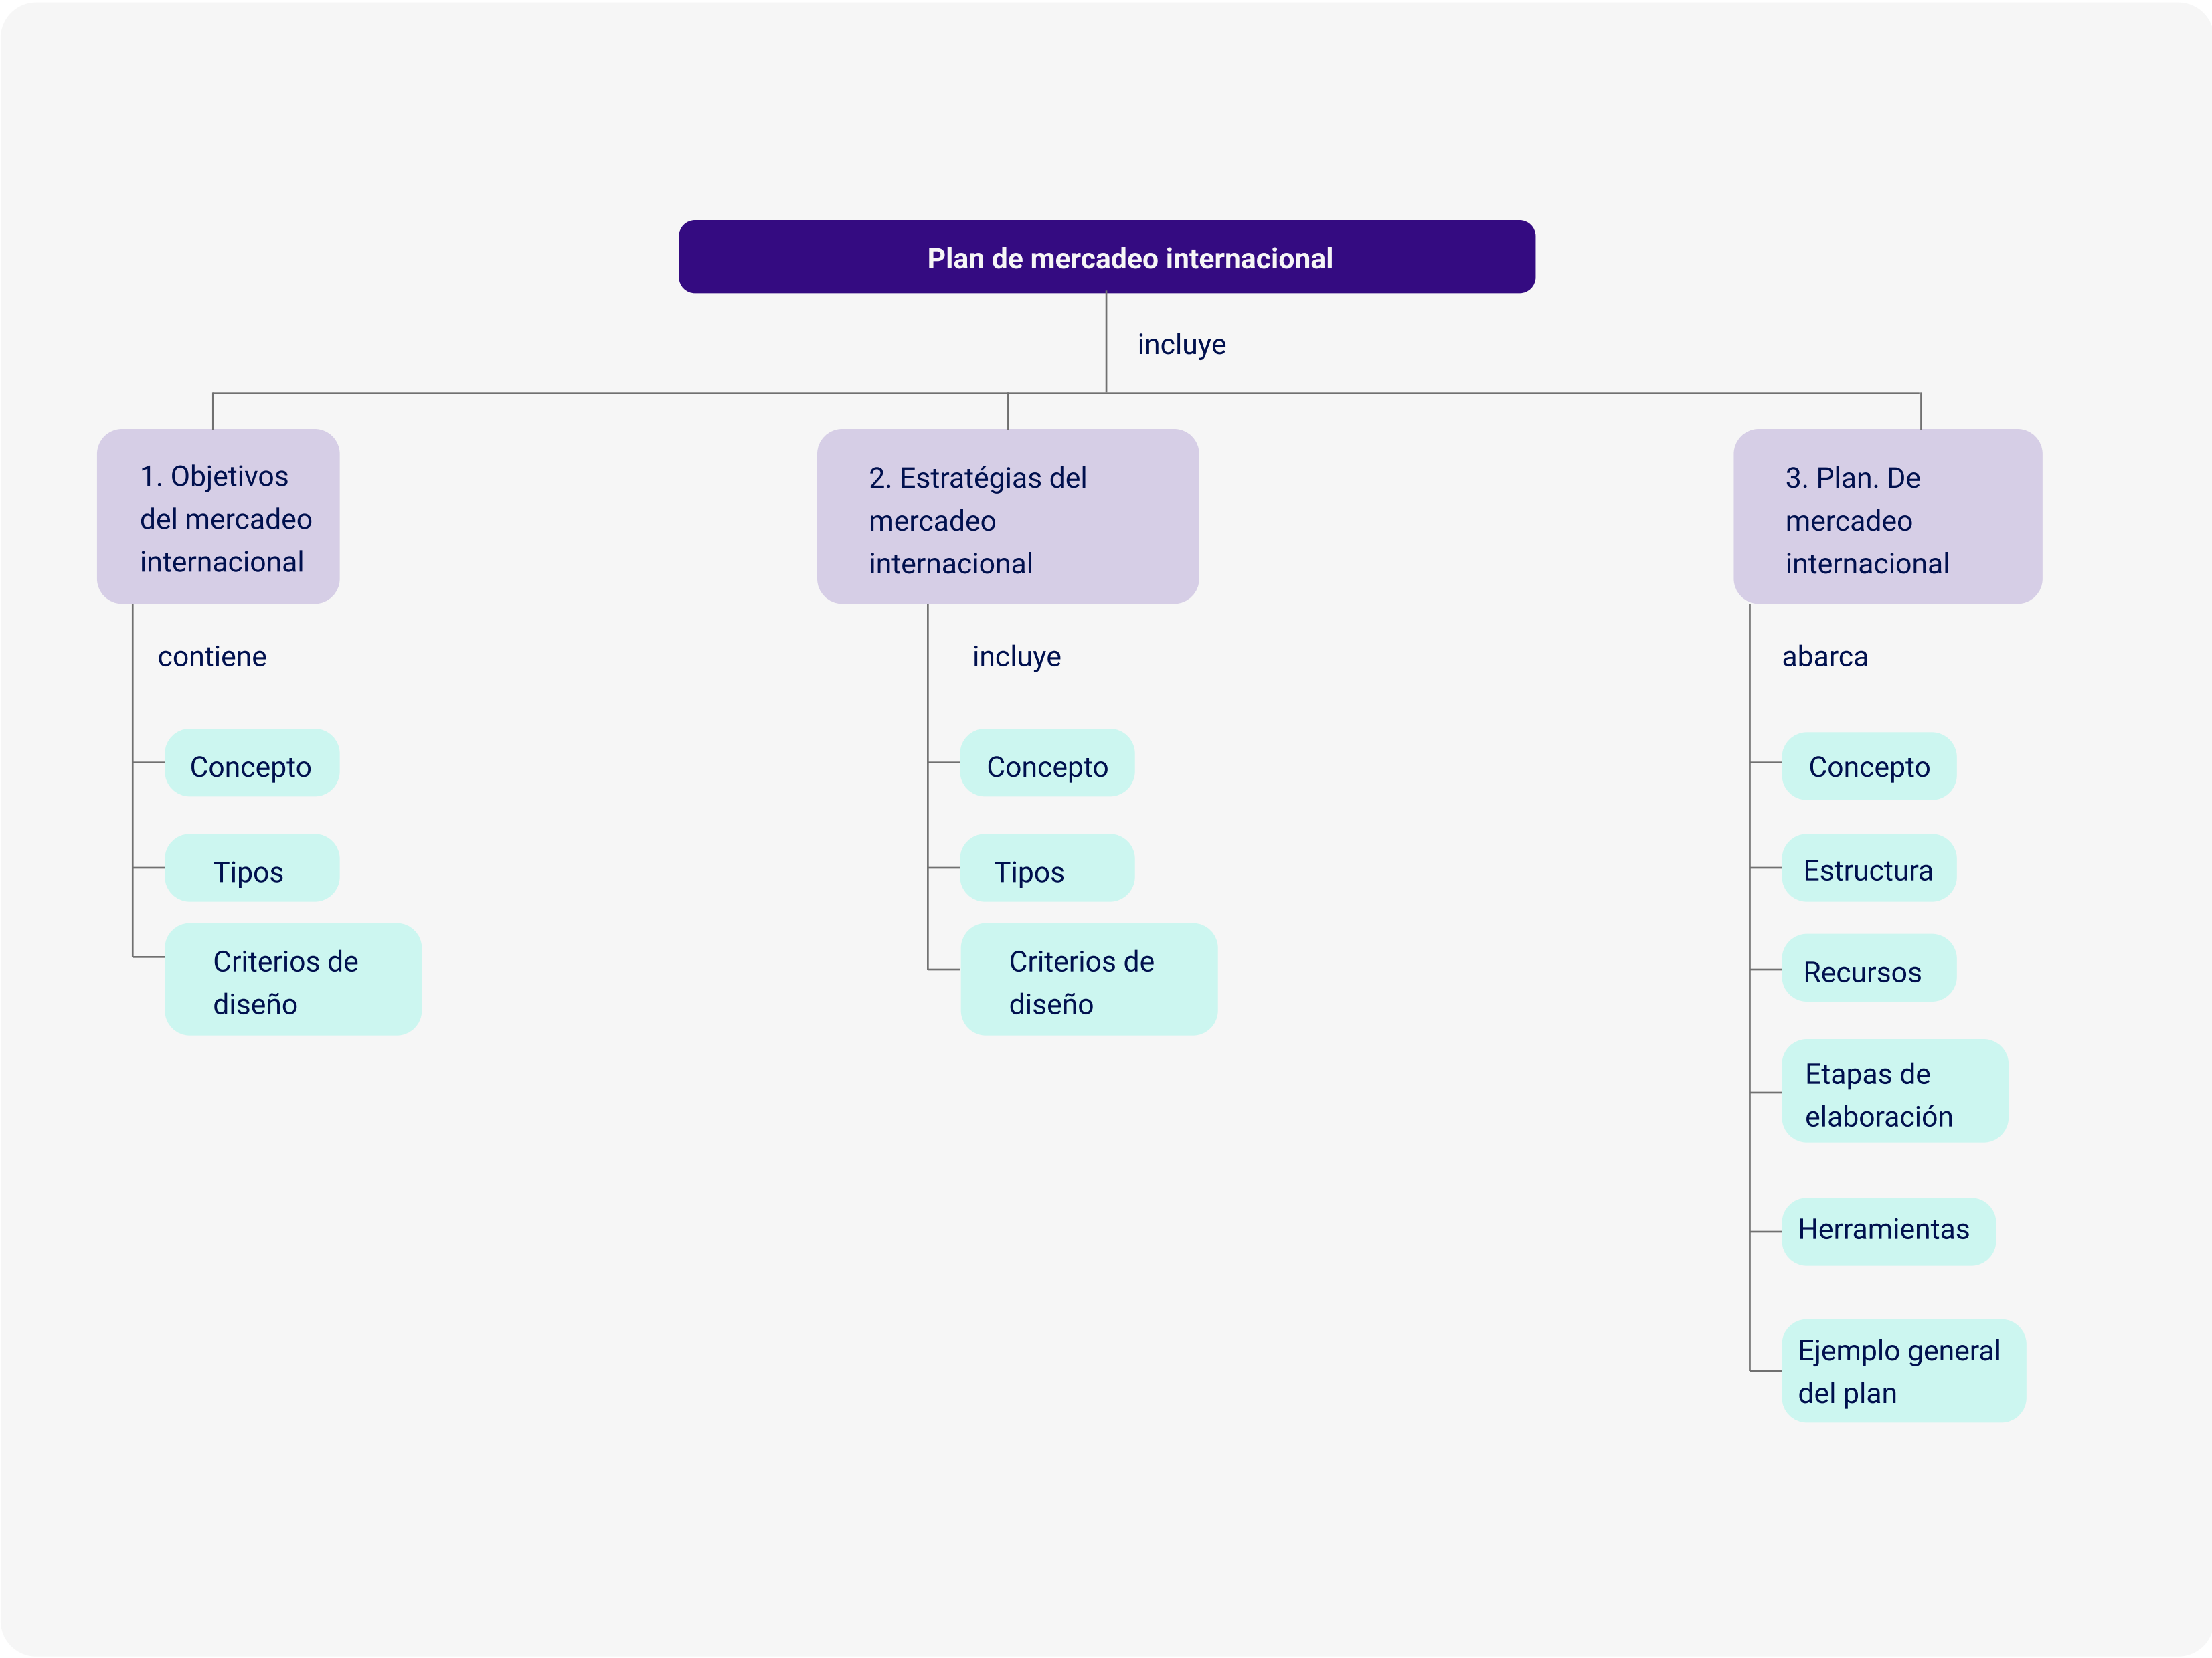 Plan de mercadeo internacional
incluye
1. Objetivos
del mercadeo
internacional
contiene
Concepto
Tipos
Criterios de
diseño
2. Estratégias del
mercadeo
internacional
incluye
Concepto
Tipos
Criterios de
diseño
3. Plan. De
mercadeo
internacional
abarca
Concepto
Estructura
Recursos
Etapas de
elaboración
Herramientas
Ejemplo general
del plan